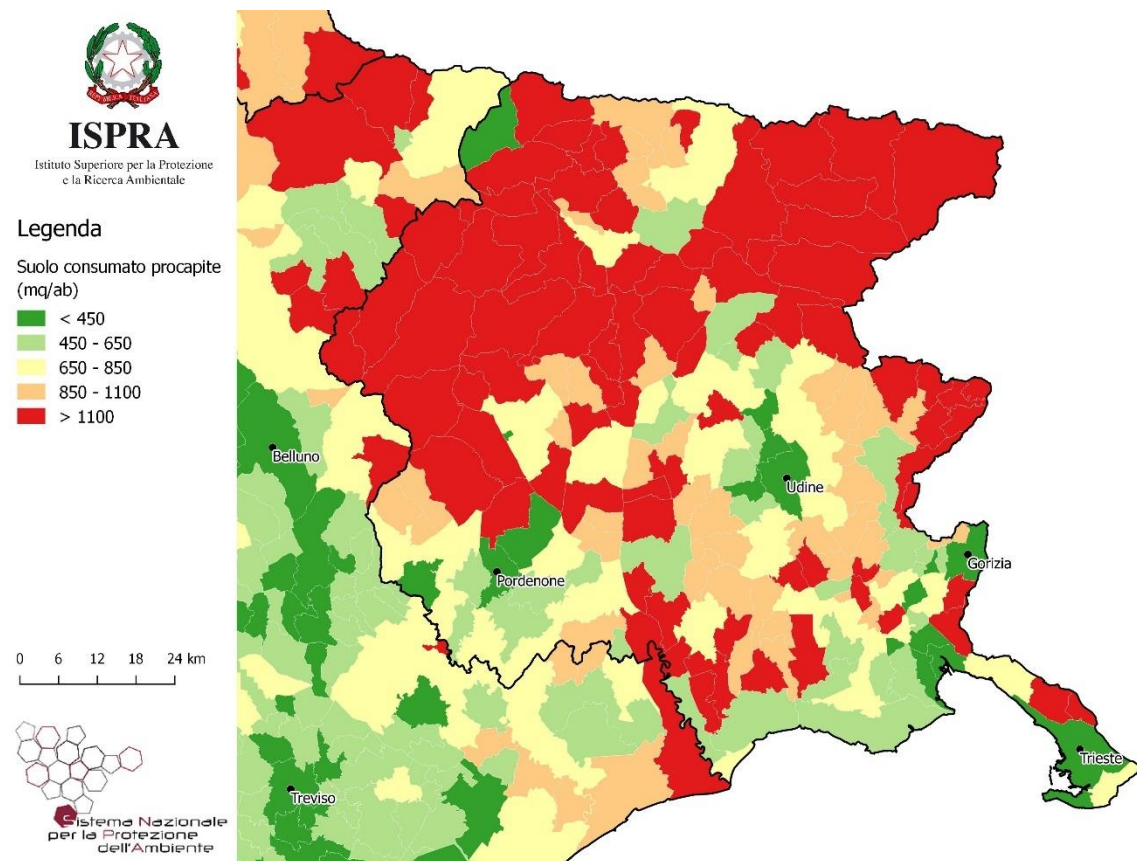 REPVBBLICA ITALIANA
ISPRA
Istituto Superiore per la Protezione
e la Ricerca Ambientale
Legenda
Suolo consumato procapite
(mq/ab)
< 450
450 - 650
650 - 850
850 - 1100
> 1100
Belluno
Udine
Gorizia
Pordenone
0 6 12 18 24 km
Trieste
Treviso
Sistema Nazionale
per la Protezione
dell'Ambiente